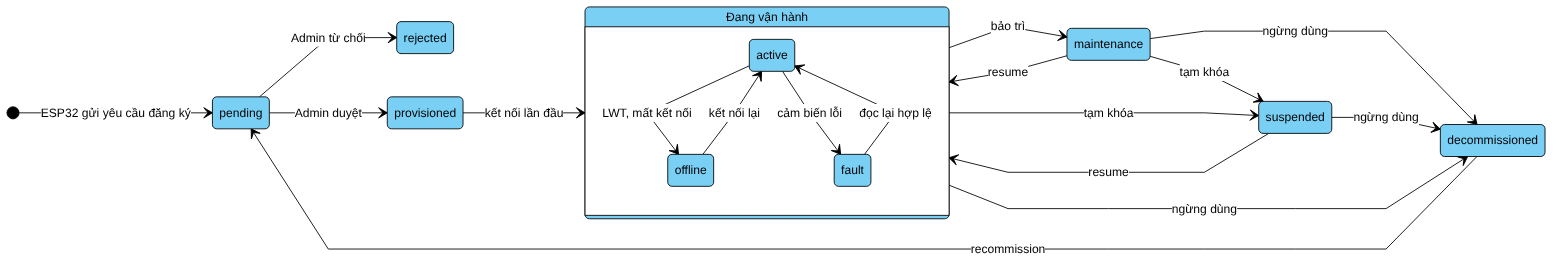 Đang vận hành
bảo trì
Admin từ chối
rejected
maintenance
ngừng dùng
active
resume
tạm khóa
ESP32 gửi yêu cầu đăng ký
pending
Admin duyệt
provisioned
kết nối lần đầu
LWT, mất kết nối
kết nối lại
cảm biến lỗi
đọc lại hợp lệ
tạm khóa
suspended
ngừng dùng
decommissioned
offline
fault
resume
ngừng dùng
recommission